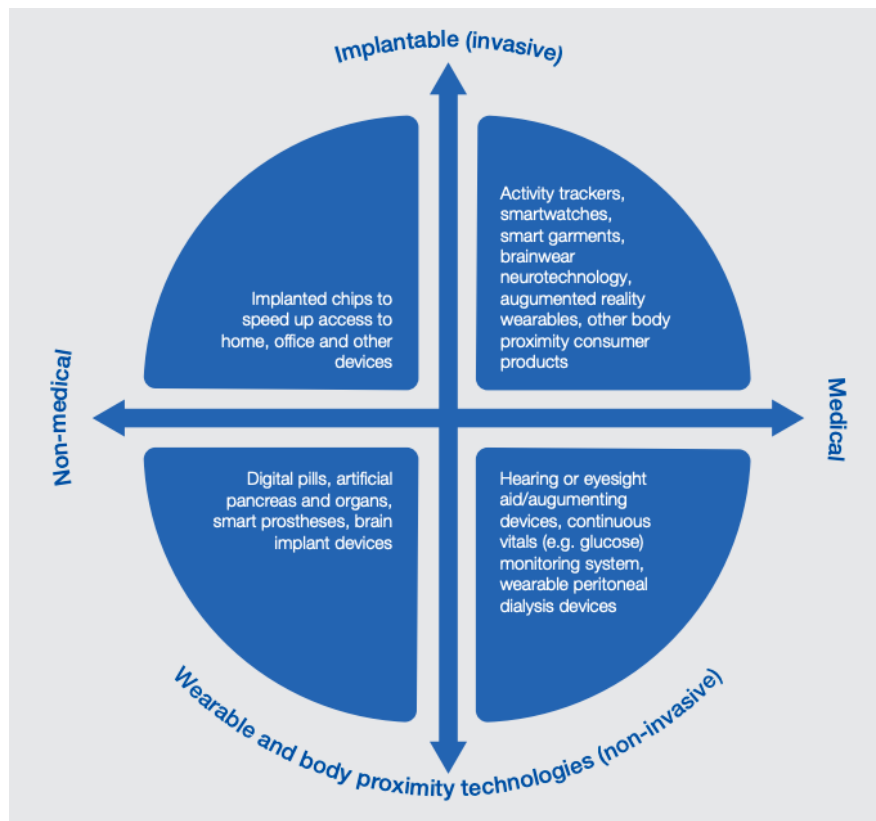 Implantable (invasive)
Activity trackers,
smartwatches,
smart garments,
brainwear
neurotechnology,
augumented reality
wearables, other body
proximity consumer
products
Implanted chips to
speed up access to
home, office and other
devices
Non-medical
Medical
Digital pills, artificial
pancreas and organs,
smart prostheses, brain
implant devices
Hearing or eyesight
aid/augumenting
devices, continuous
vitals (e.g. glucose)
monitoring system,
wearable peritoneal
dialysis devices
Wearable and body proximity technologies (non-invasive)